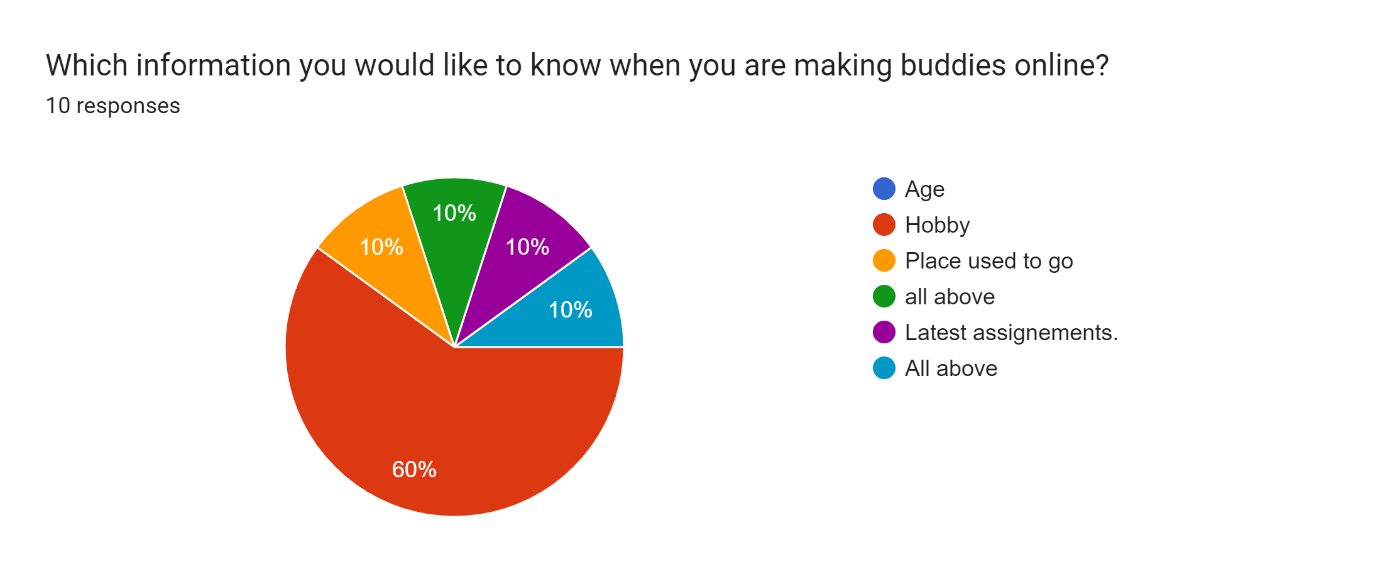 Which information you would like to know when you are making buddies online?
10 responses
Age
Hobby
Place used to go
all above
Latest assignements.
All above
10%
10%
10%
10%
60%